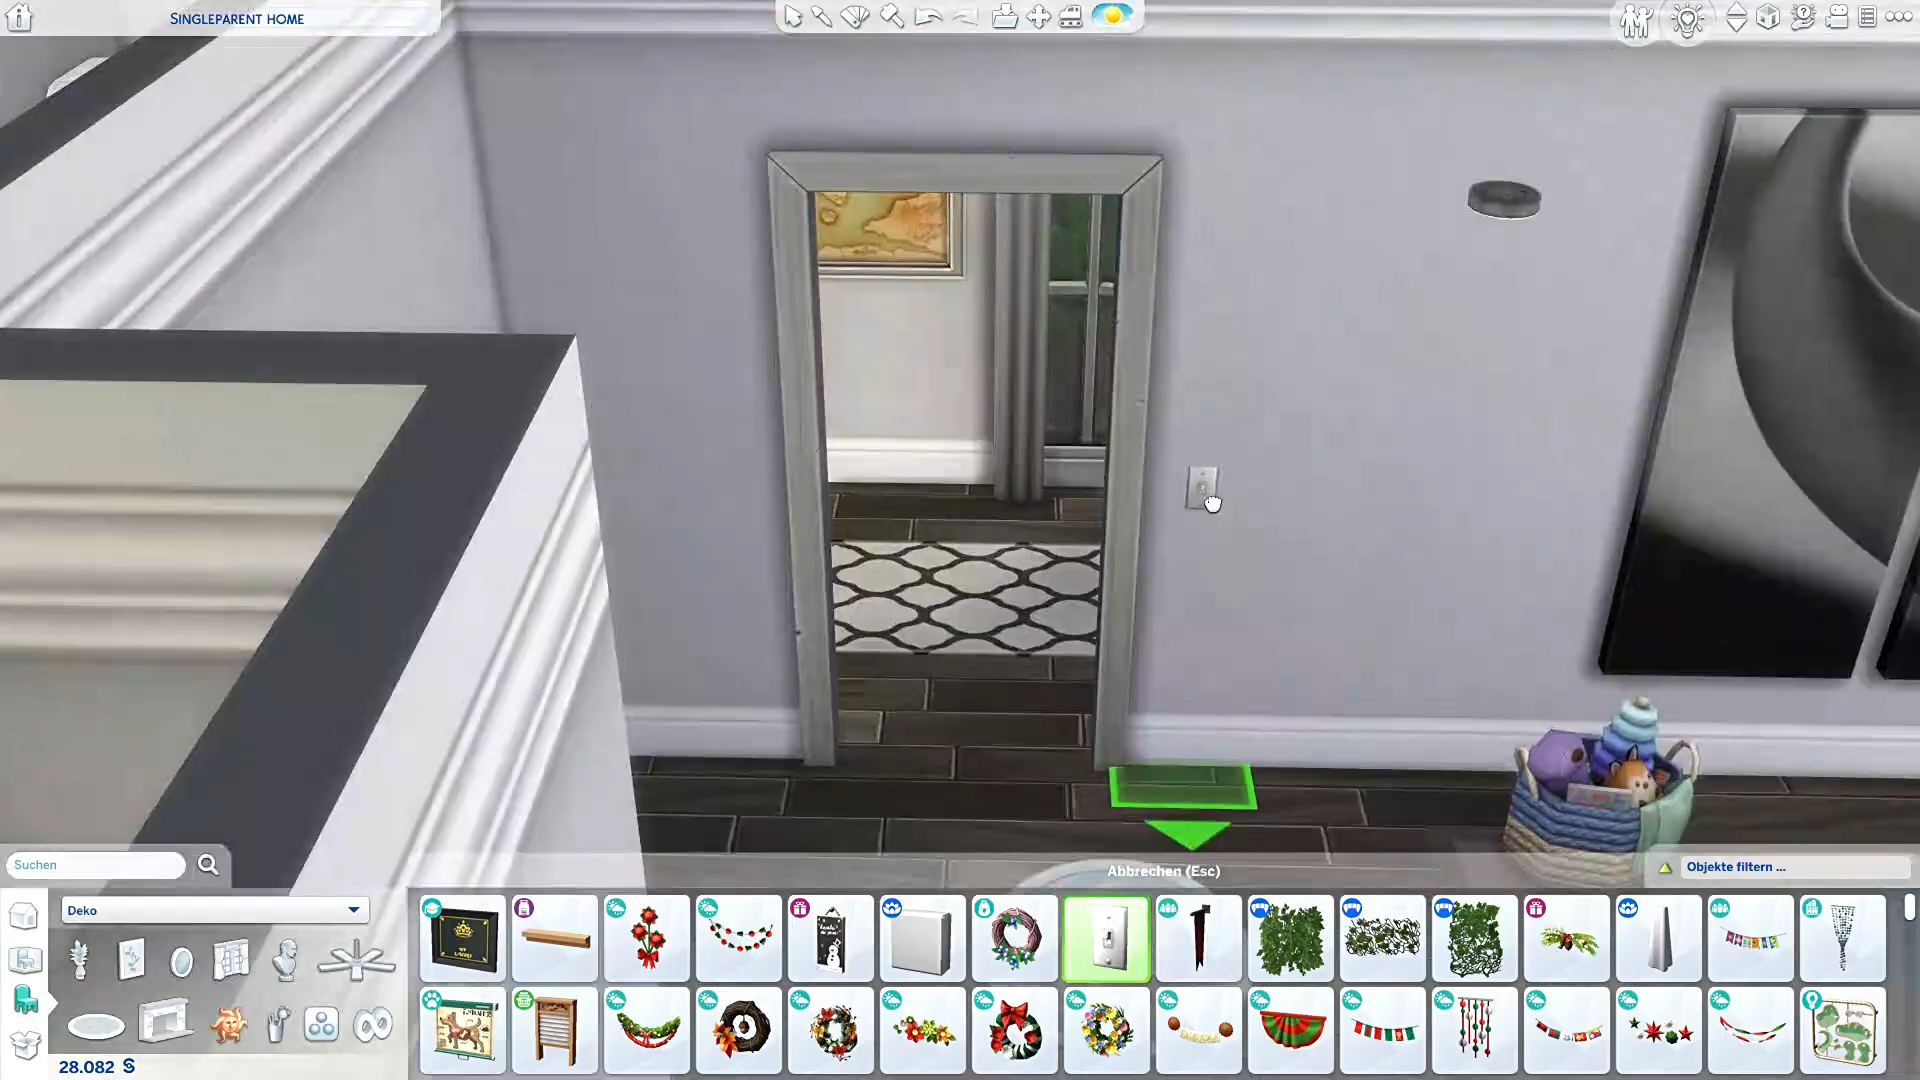 SINGLEPARENT HOME
Abbrechen (Esc)
Suchen
Objekte filtern ...
Deko
28.082 S